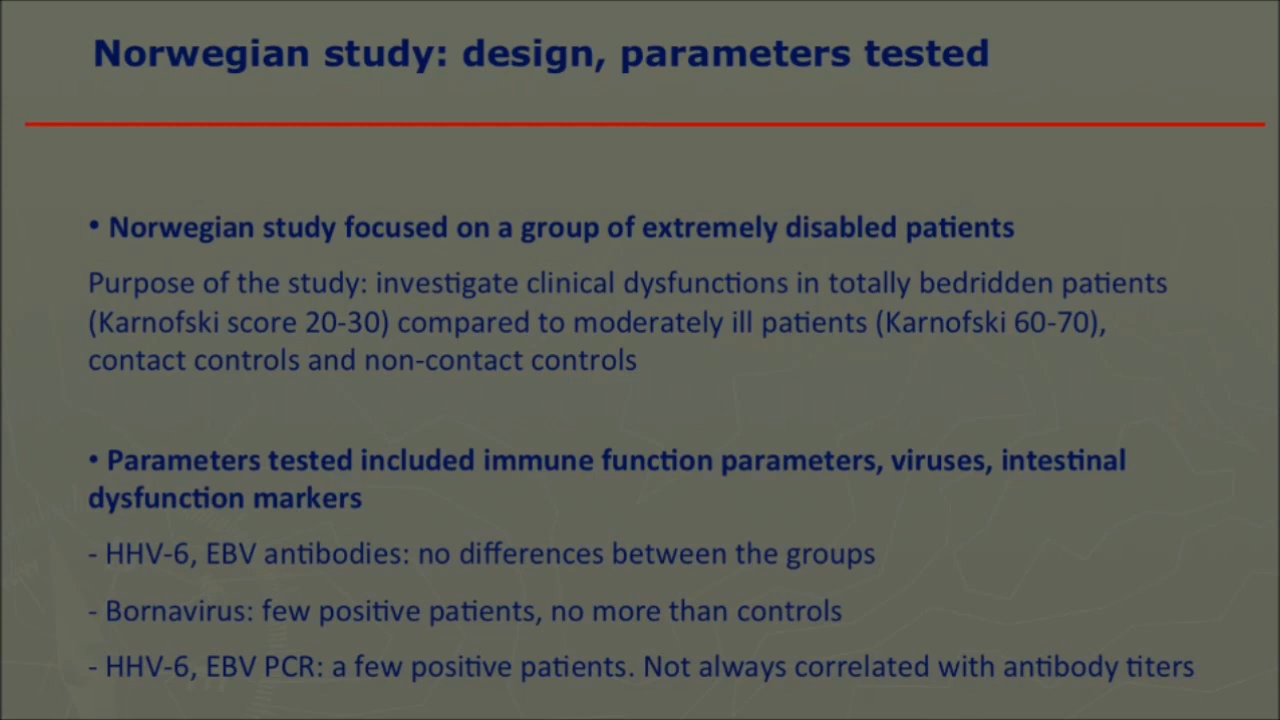 Norwegian study: design, parameters tested
• Norwegian study focused on a group of extremely disabled patients
Purpose of the study: investigate clinical dysfunctions in totally bedridden patients
(Karnofski score 20-30) compared to moderately ill patients (Karnofski 60-70),
contact controls and non-contact controls
• Parameters tested included immune function parameters, viruses, intestinal
dysfunction markers
- HHV-6, EBV antibodies: no differences between the groups
- Bornavirus: few positive patients, no more than controls
- HHV-6, EBV PCR: a few positive patients. Not always correlated with antibody titers